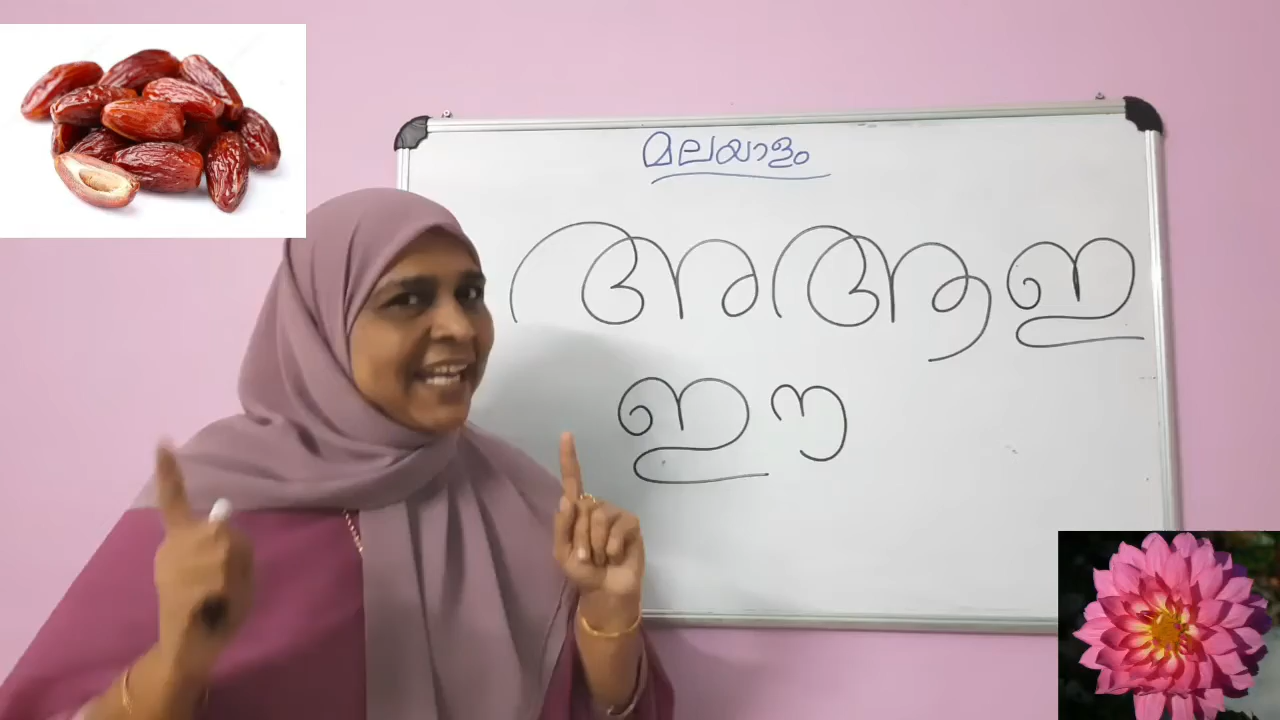 മലയാളം
അ ആ ഇ
ഈ